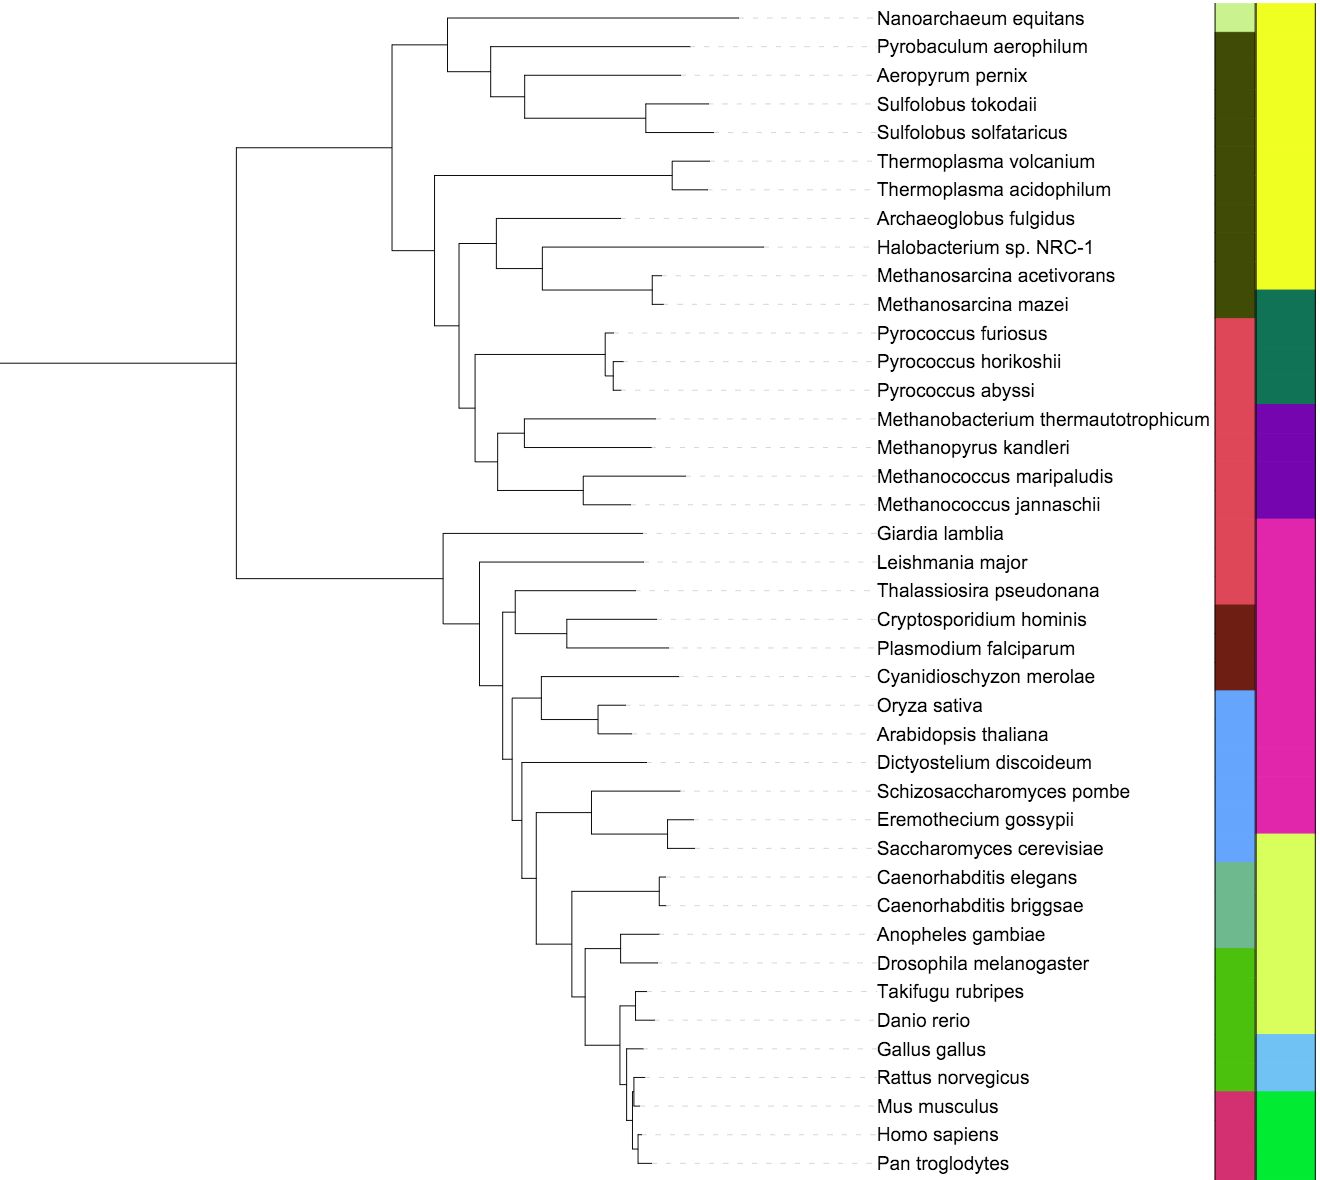 Nanoarchaeum equitans
Pyrobaculum aerophilum
Aeropyrum pernix
Sulfolobus tokodaii
Sulfolobus solfataricus
Thermoplasma volcanium
Thermoplasma acidophilum
Archaeoglobus fulgidus
Halobacterium sp. NRC-1
Methanosarcina acetivorans
Methanosarcina mazei
Pyrococcus furiosus
Pyrococcus horikoshii
Pyrococcus abyssi
Methanobacterium thermautotrophicum
Methanopyrus kandleri
Methanococcus maripaludis
Methanococcus jannaschii
Giardia lamblia
Leishmania major
Thalassiosira pseudonana
Cryptosporidium hominis
Plasmodium falciparum
Cyanidioschyzon merolae
Oryza sativa
Arabidopsis thaliana
Dictyostelium discoideum
Schizosaccharomyces pombe
Eremothecium gossypii
Saccharomyces cerevisiae
Caenorhabditis elegans
Caenorhabditis briggsae
Anopheles gambiae
Drosophila melanogaster
Takifugu rubripes
Danio rerio
Gallus gallus
Rattus norvegicus
Mus musculus
Homo sapiens
Pan troglodytes